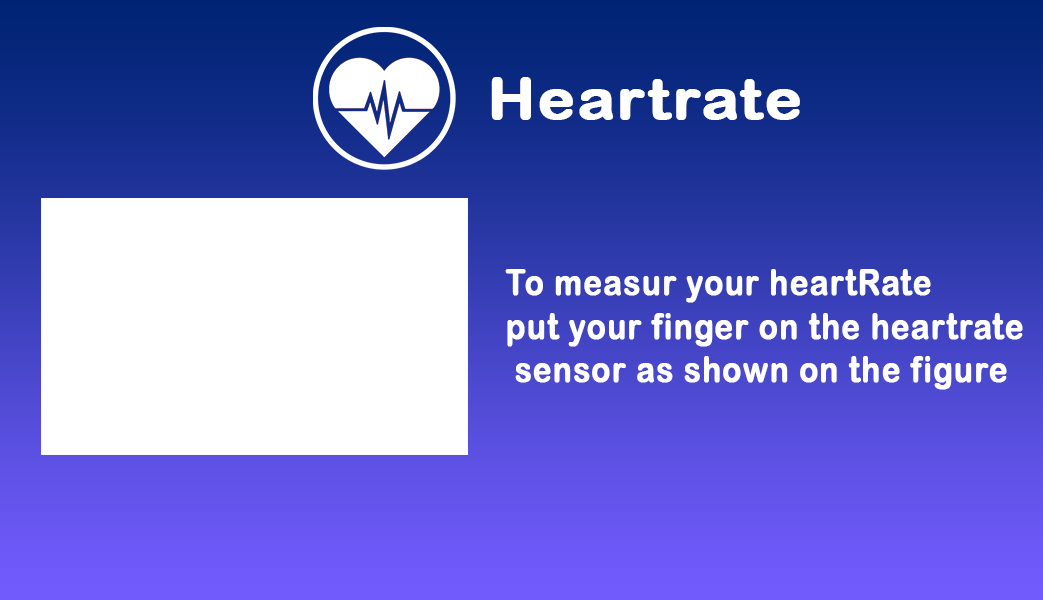 Heartrate
To measur your heartRate
put your finger on the heartrate
sensor as shown on the figure